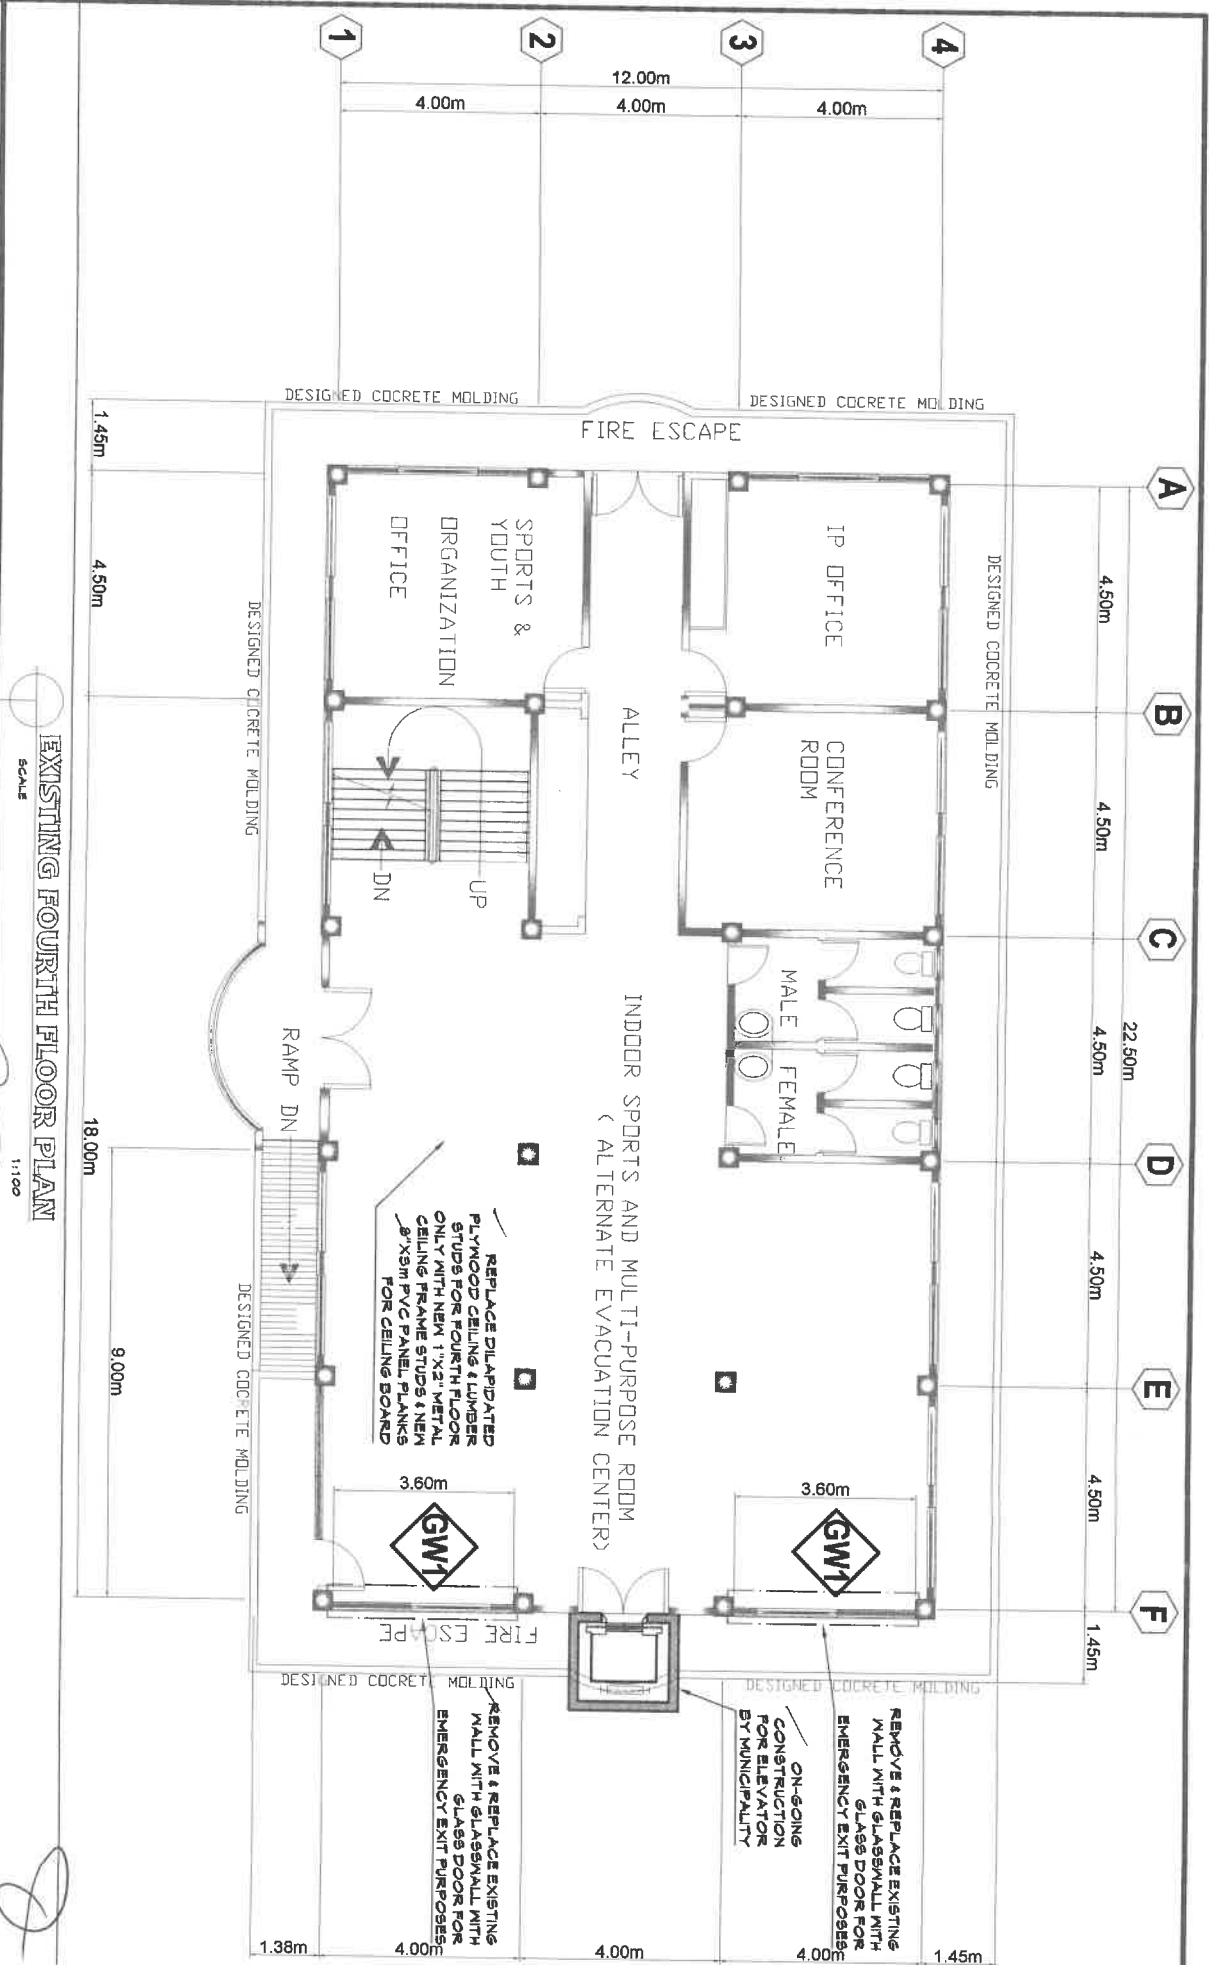 A
B
C
D
E
F
22.50m
4.50m
4.50m
4.50m
4.50m
4.50m
1.45m
4
3
2
1
12.00m
4.00m
4.00m
4.00m
DESIGNED COCRETE MOLDING
DESIGNED COCRETE MOLDING
DESIGNED COCRETE MOLDING
FIRE ESCAPE
IP OFFICE
CONFERENCE
ROOM
MALE
FEMALE
ALLEY
SPORTS &
YOUTH
ORGANIZATION
OFFICE
UP
DN
INDOOR SPORTS AND MULTI-PURPOSE ROOM
( ALTERNATE EVACUATION CENTER)
REPLACE DILAPIDATED
PLYWOOD CEILING & LUMBER
STUDS FOR FOURTH FLOOR
ONLY WITH NEW 1"X2" METAL
CEILING FRAME STUDS & NEW
8"X3m PVC PANEL PLANKS
FOR CEILING BOARD
3.60m
GW1
3.60m
GW1
FIRE ESCAPE
DESIGNED COCRETE MOLDING
DESIGNED COCRETE MOLDING
REMOVE & REPLACE EXISTING
WALL WITH GLASSWALL WITH
GLASS DOOR FOR
EMERGENCY EXIT PURPOSES
ON-GOING
CONSTRUCTION
FOR ELEVATOR
BY MUNICIPALITY
REMOVE & REPLACE EXISTING
WALL WITH GLASSWALL WITH
GLASS DOOR FOR
EMERGENCY EXIT PURPOSES
1.45m
4.00m
4.00m
4.00m
1.38m
RAMP DN
DESIGNED COCRETE MOLDING
DESIGNED COCRETE MOLDING
1.45m
4.50m
18.00m
9.00m
EXISTING FOURTH FLOOR PLAN
SCALE 1:100